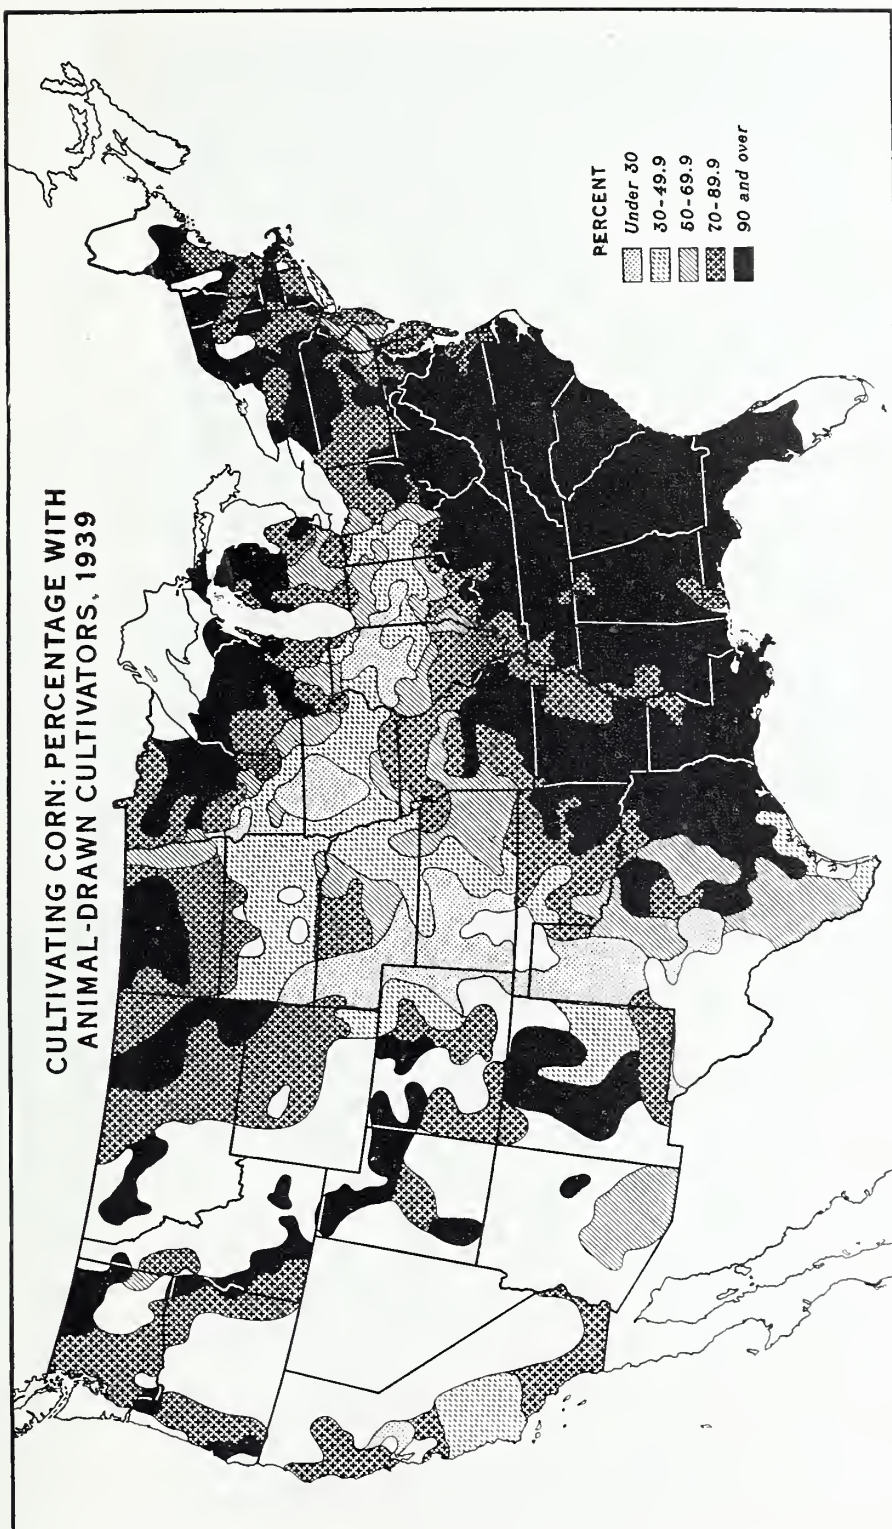 CULTIVATING CORN: PERCENTAGE WITH
ANIMAL-DRAWN CULTIVATORS, 1939
PERCENT
Under 30
30-49.9
50-69.9
70-89.9
90 and over